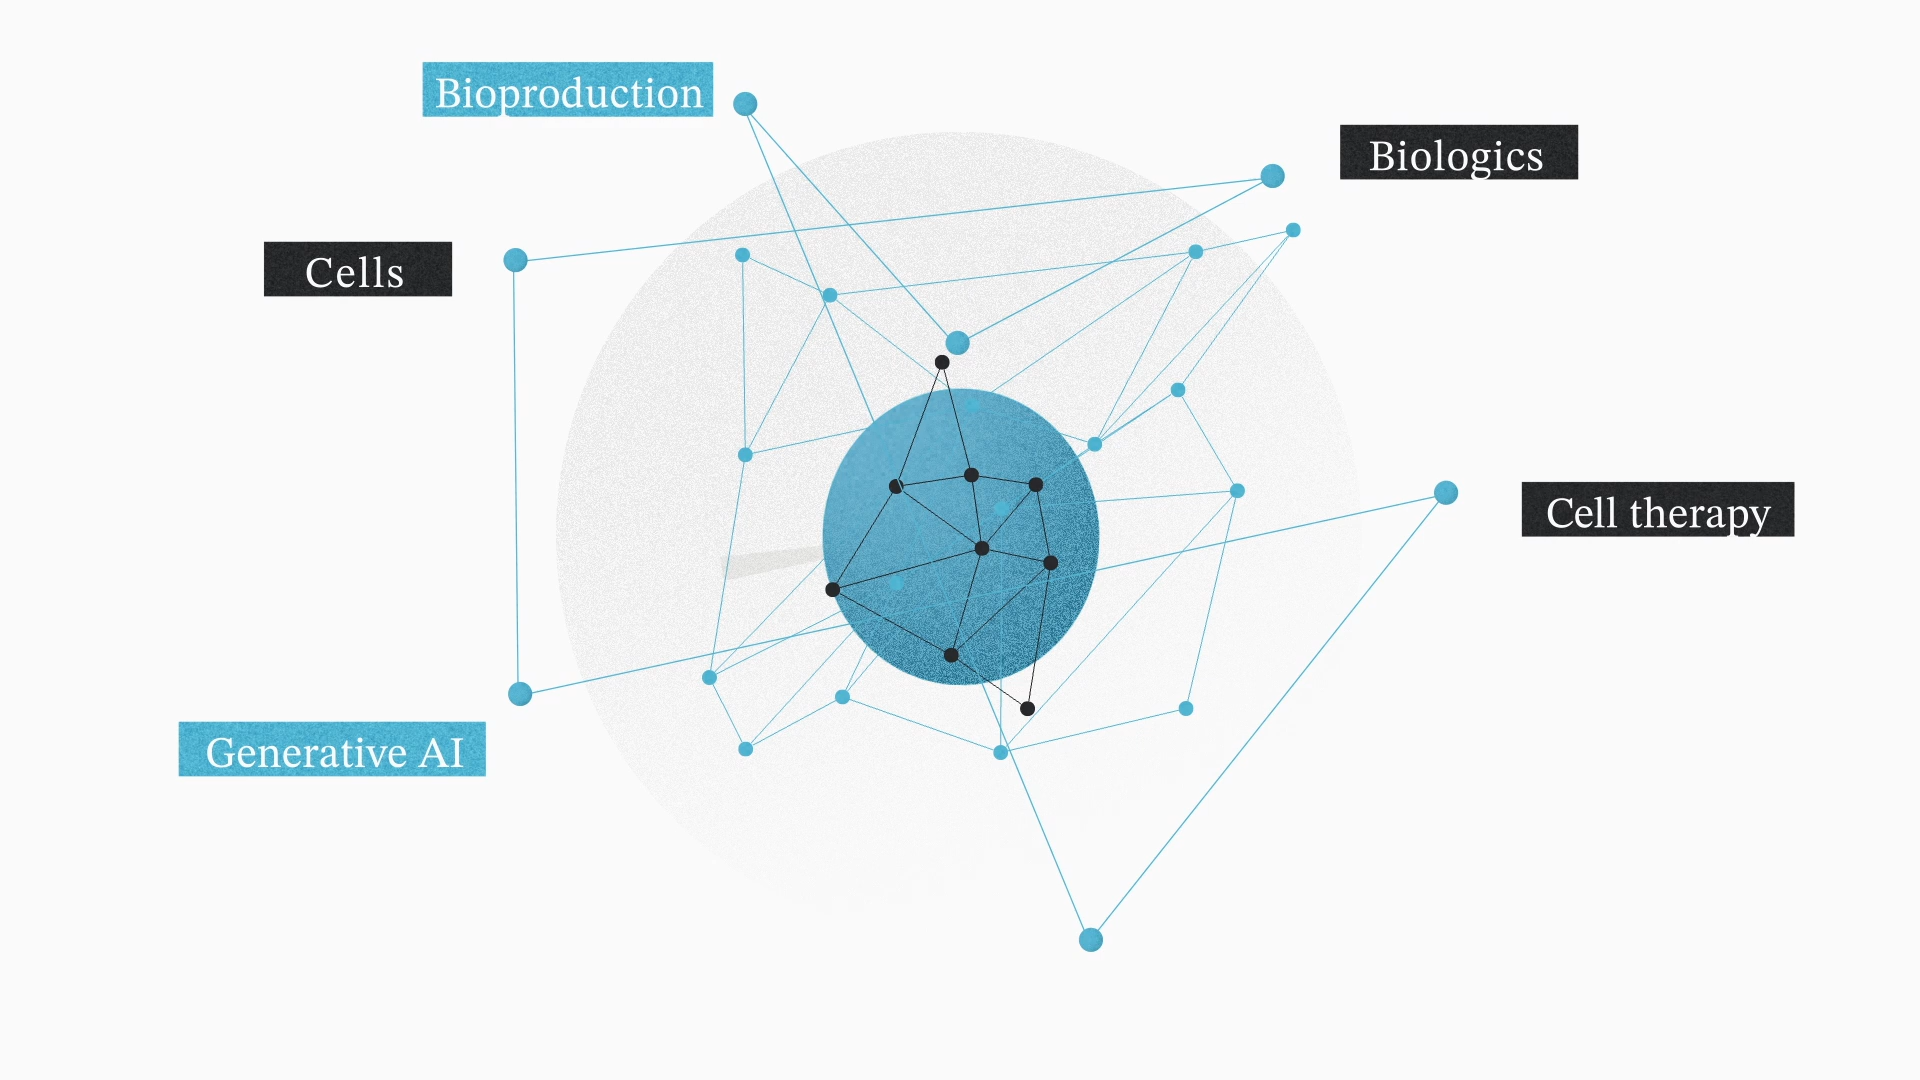 Bioproduction
Biologics
Cells
Cell therapy
Generative AI